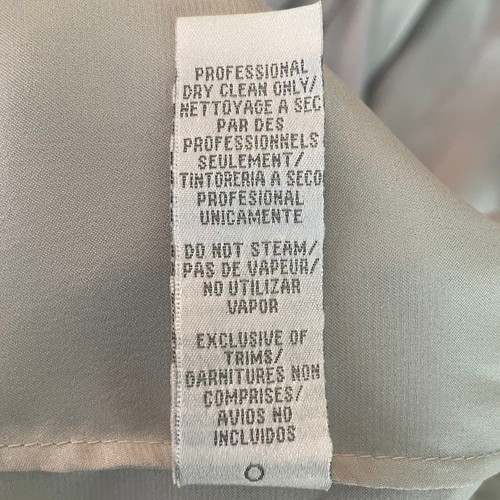 PROFESSIONAL
DRY CLEAN ONLY/
NETTOYAGE A SEC
PAR DES
PROFESSIONNELS
SEULEMENT/
TINTORERIA A SECO
PROFESIONAL
UNICAMENTE
DO NOT STEAM/
PAS DE VAPEUR/
NO UTILIZAR
VAPOR
EXCLUSIVE OF
TRIMS/
DARNITURES NON
COMPRISES/
AVIOS NO
INCLUIDOS
O